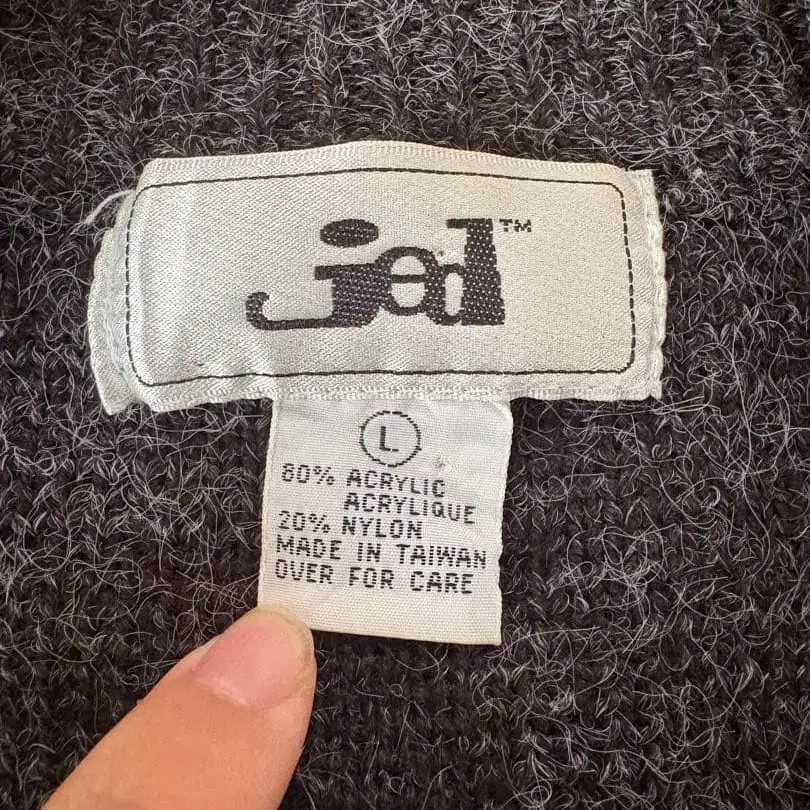 jed™
L
80% ACRYLIC
ACRYLIQUE
20% NYLON
MADE IN TAIWAN
OVER FOR CARE